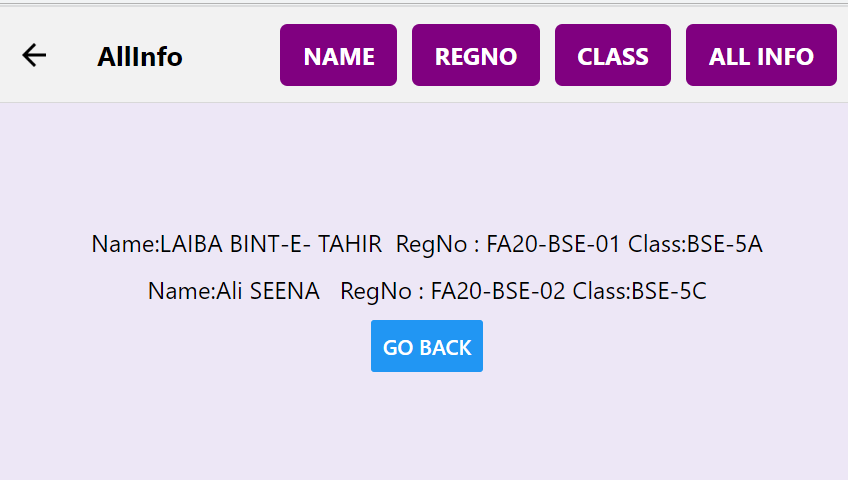 AllInfo NAME REGNO CLASS ALL INFO
Name:LAIBA BINT-E- TAHIR  RegNo : FA20-BSE-01 Class:BSE-5A
Name:Ali SEENA   RegNo : FA20-BSE-02 Class:BSE-5C
GO BACK